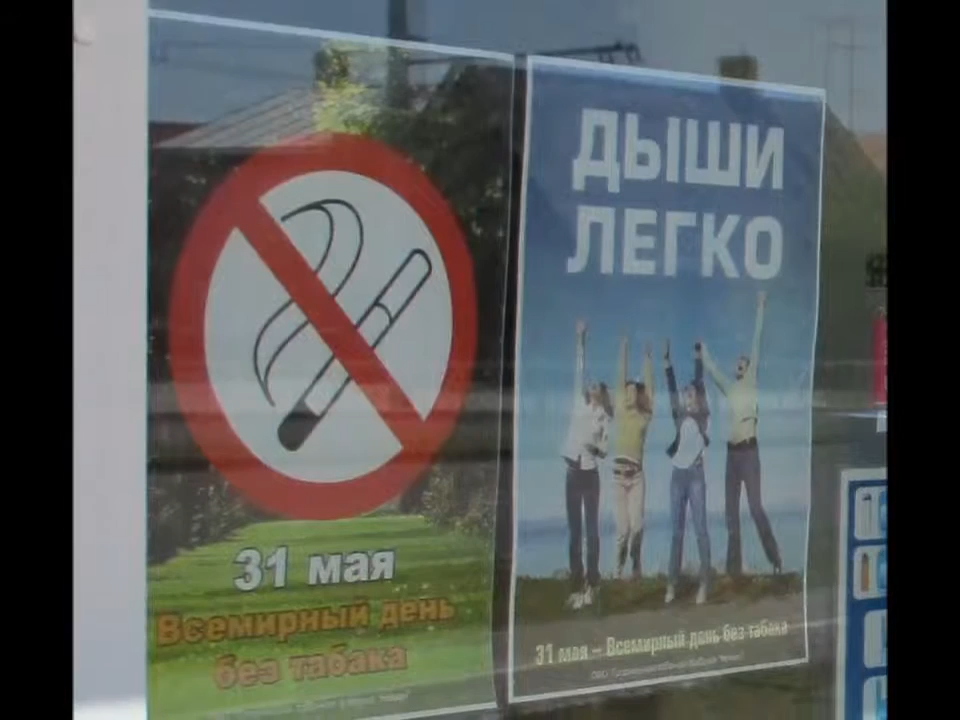 31 мая
Всемирный день
без табака
ДЫШИ
ЛЕГКО
31 мая – Всемирный день без табака